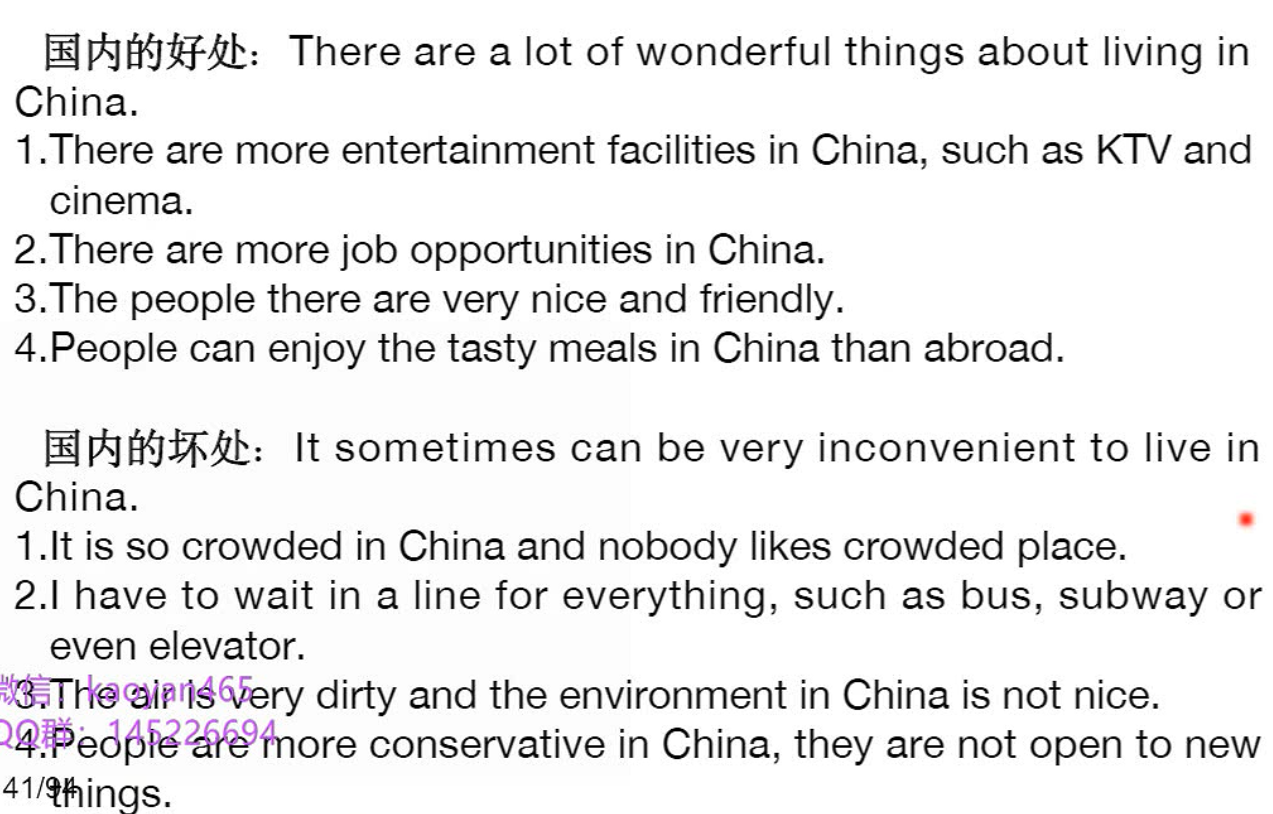 国内的好处：There are a lot of wonderful things about living in
China.
1.There are more entertainment facilities in China, such as KTV and
cinema.
2.There are more job opportunities in China.
3.The people there are very nice and friendly.
4.People can enjoy the tasty meals in China than abroad.
国内的坏处：It sometimes can be very inconvenient to live in
China.
1.It is so crowded in China and nobody likes crowded place.
2.I have to wait in a line for everything, such as bus, subway or
even elevator.
3.The air is very dirty and the environment in China is not nice.
微信：kaoyan465
QQ群：145226694
4.People are more conservative in China, they are not open to new
things.
41/94